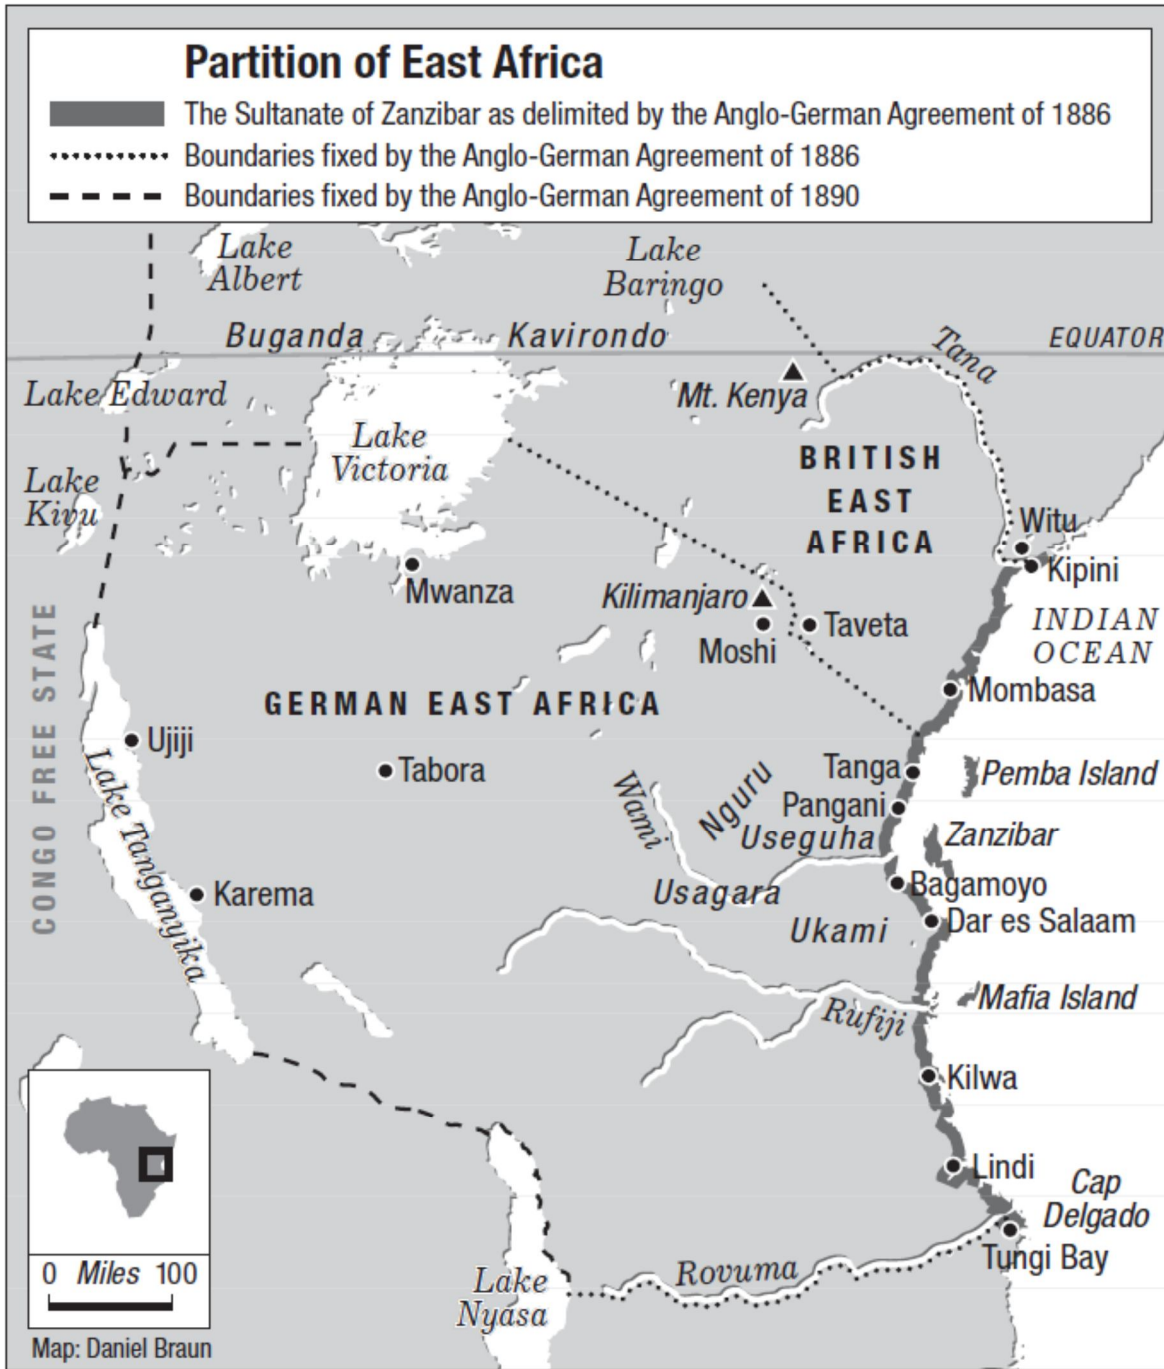 Partition of East Africa
The Sultanate of Zanzibar as delimited by the Anglo-German Agreement of 1886
Boundaries fixed by the Anglo-German Agreement of 1886
Boundaries fixed by the Anglo-German Agreement of 1890
Lake
Albert
Lake
Baringo
Buganda
Kavirondo
Tana
EQUATOR
Lake Edward
Mt. Kenya
Lake
Victoria
BRITISH
EAST
AFRICA
Lake
Kivu
Witu
Kipini
Mwanza
Kilimanjaro
Moshi
Taveta
INDIAN
OCEAN
CONGO FREE STATE
GERMAN EAST AFRICA
Mombasa
Ujiji
Lake Tanganyika
Tabora
Wami
Nguru
Tanga
Pemba Island
Pangani
Useguha
Zanzibar
Karema
Usagara
Bagamoyo
Ukami
Dar es Salaam
Mafia Island
Rufiji
Kilwa
Lindi
Cap
Delgado
Tungi Bay
Rovuma
Lake
Nyasa
0 Miles 100
Map: Daniel Braun